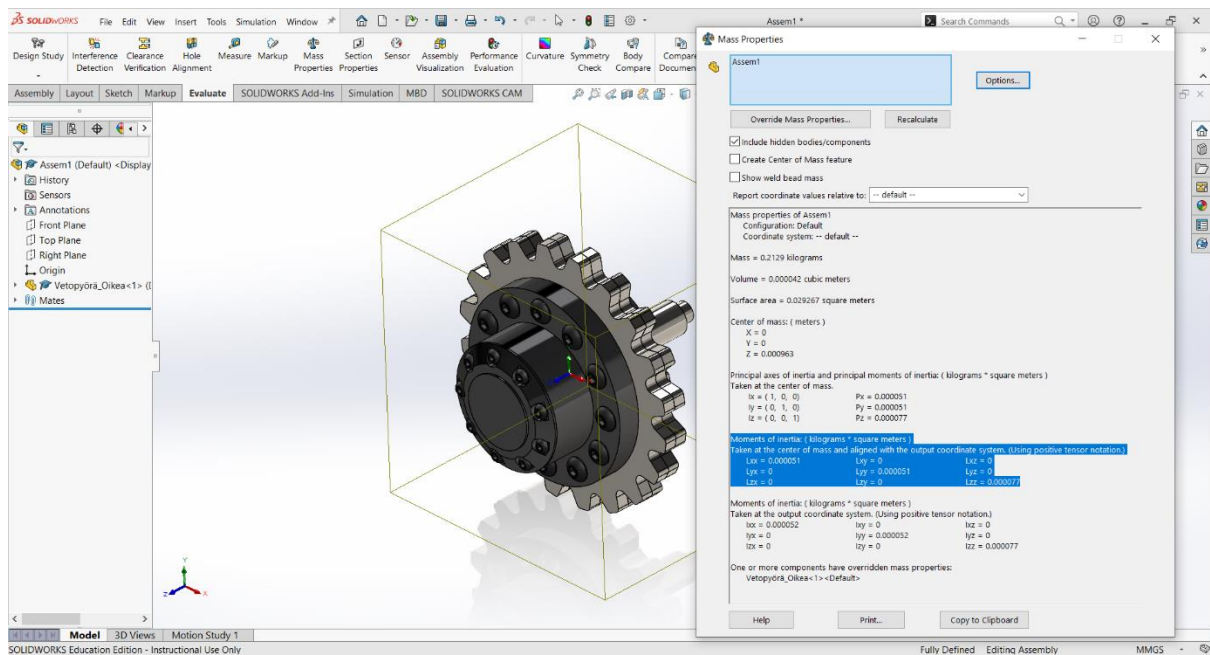 SOLIDWORKS File Edit View Insert Tools Simulation Window Assem1 * Search Commands
Design Study Interference Detection Clearance Verification Hole Alignment Measure Markup Mass Properties Section Properties Sensor Assembly Visualization Performance Evaluation Curvature Symmetry Check Body Compare Compare
Assembly Layout Sketch Markup Evaluate SOLIDWORKS Add-Ins Simulation MBD SOLIDWORKS CAM
Assem1 (Default) <Display
History
Sensors
Annotations
Front Plane
Top Plane
Right Plane
Origin
Vetopyörä_Oikea<1>
Mates
Y
Z
X
Mass Properties
Assem1
Options...
Override Mass Properties...
Recalculate
Include hidden bodies/components
Create Center of Mass feature
Show weld bead mass
Report coordinate values relative to: -- default --
Mass properties of Assem1
Configuration: Default
Coordinate system: -- default --
Mass = 0.2129 kilograms
Volume = 0.000042 cubic meters
Surface area = 0.029267 square meters
Center of mass: ( meters )
X = 0
Y = 0
Z = 0.000963
Principal axes of inertia and principal moments of inertia: ( kilograms * square meters )
Taken at the center of mass.
Ix = ( 1, 0, 0) Px = 0.000051
Iy = ( 0, 1, 0) Py = 0.000051
Iz = ( 0, 0, 1) Pz = 0.000077
Moments of inertia: ( kilograms * square meters )
Taken at the center of mass and aligned with the output coordinate system. (Using positive tensor notation.)
Lxx = 0.000051 Lxy = 0 Lxz = 0
Lyx = 0 Lyy = 0.000051 Lyz = 0
Lzx = 0 Lzy = 0 Lzz = 0.000077
Moments of inertia: ( kilograms * square meters )
Taken at the output coordinate system. (Using positive tensor notation.)
Ixx = 0.000052 Ixy = 0 Ixz = 0
Iyx = 0 Iyy = 0.000052 Iyz = 0
Izx = 0 Izy = 0 Izz = 0.000077
One or more components have overridden mass properties:
Vetopyörä_Oikea<1><Default>
Help Print... Copy to Clipboard
Model 3D Views Motion Study 1
SOLIDWORKS Education Edition - Instructional Use Only Fully Defined Editing Assembly MMGS